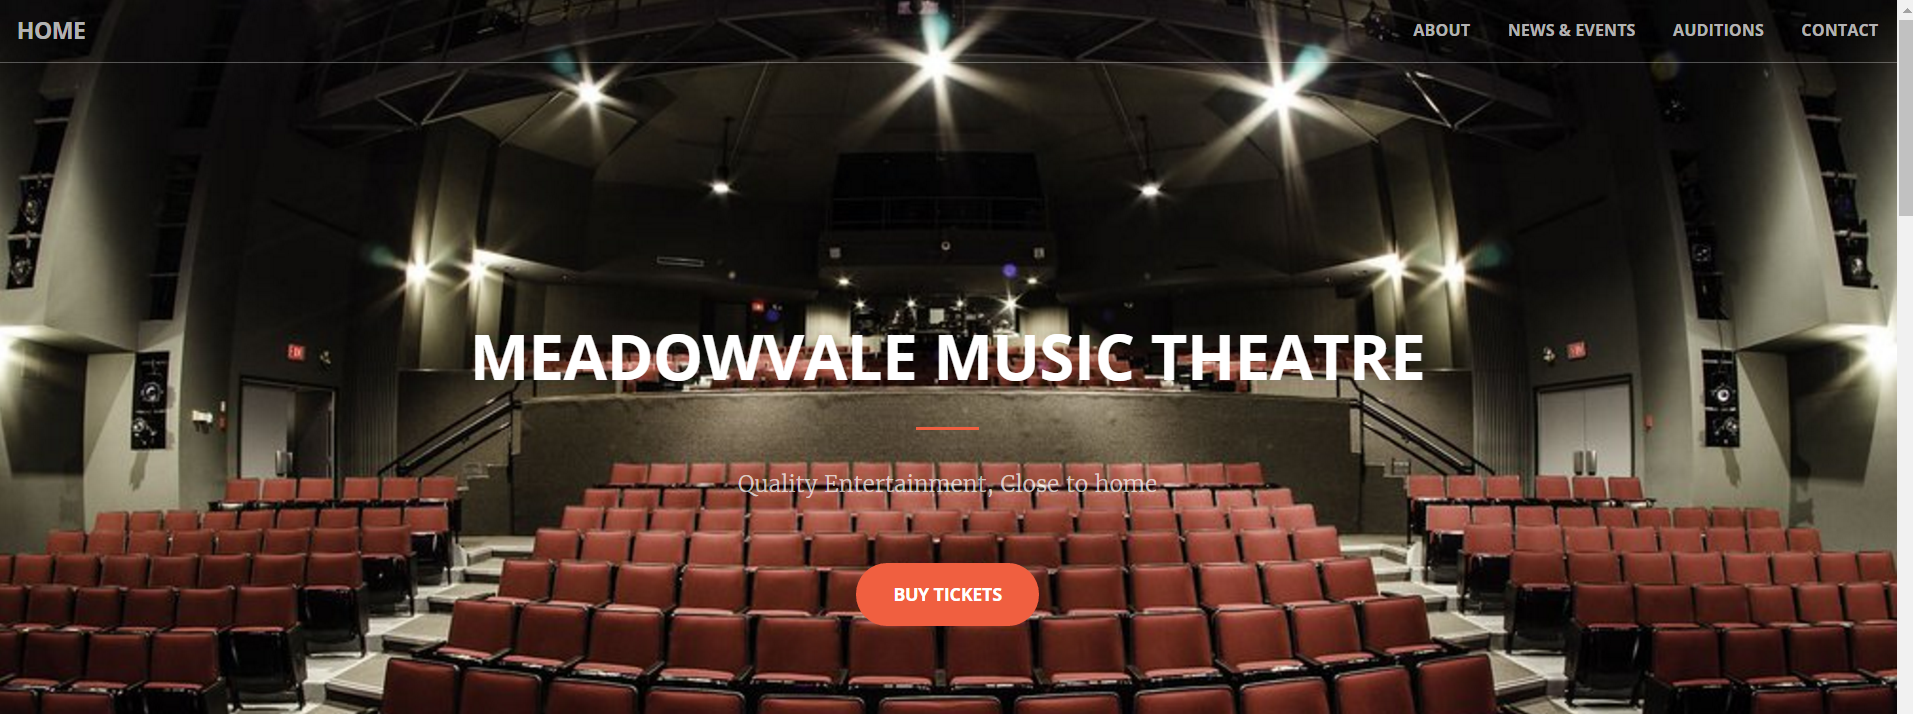 HOME
ABOUT NEWS & EVENTS AUDITIONS CONTACT
MEADOWVALE MUSIC THEATRE
Quality Entertainment, Close to home
BUY TICKETS